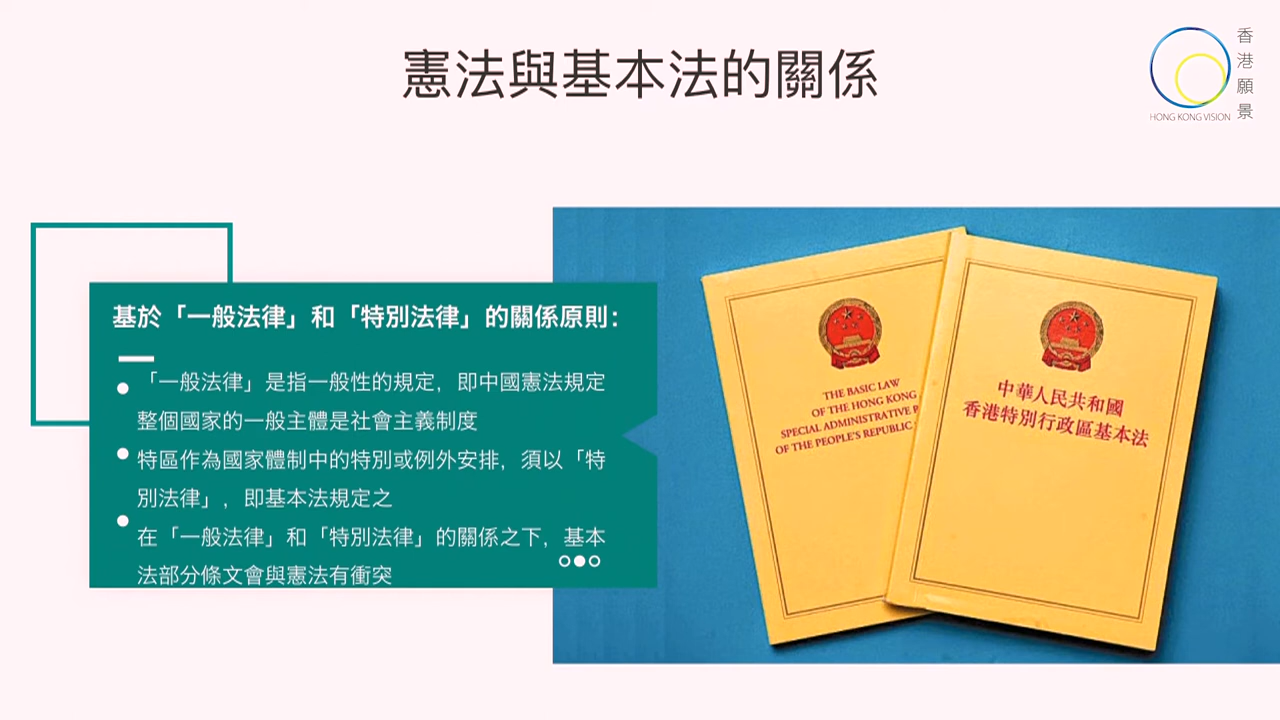 憲法與基本法的關係
香港願景
HONG KONG VISION
基於「一般法律」和「特別法律」的關係原則：
「一般法律」是指一般性的規定，即中國憲法規定
整個國家的一般主體是社會主義制度
特區作為國家體制中的特別或例外安排，須以「特
別法律」，即基本法規定之
在「一般法律」和「特別法律」的關係之下，基本
法部分條文會與憲法有衝突
THE BASIC LAW
OF THE HONG KONG
SPECIAL ADMINISTRATIVE
OF THE PEOPLE'S REPUBLIC
中華人民共和國
香港特別行政區基本法